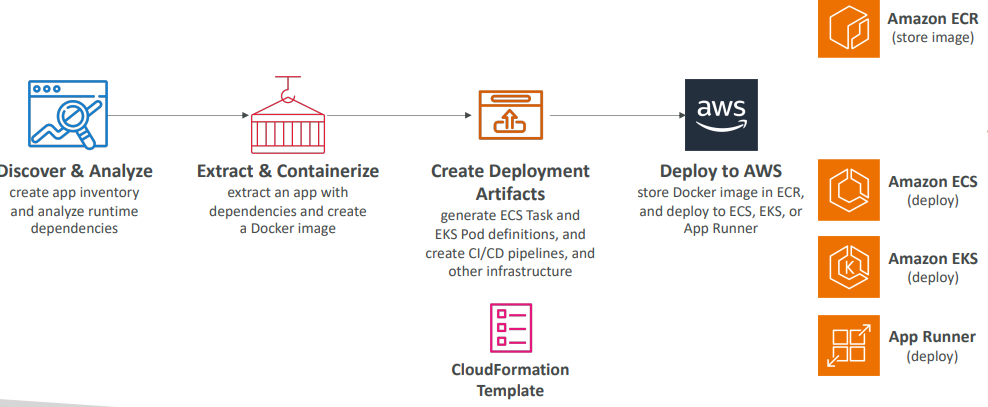 Amazon ECR
(store image)
aws
Discover & Analyze
create app inventory
and analyze runtime
dependencies
Extract & Containerize
extract an app with
dependencies and create
a Docker image
Create Deployment
Artifacts
generate ECS Task and
EKS Pod definitions, and
create CI/CD pipelines, and
other infrastructure
Deploy to AWS
store Docker image in ECR,
and deploy to ECS, EKS, or
App Runner
Amazon ECS
(deploy)
K
Amazon EKS
(deploy)
App Runner
(deploy)
CloudFormation
Template